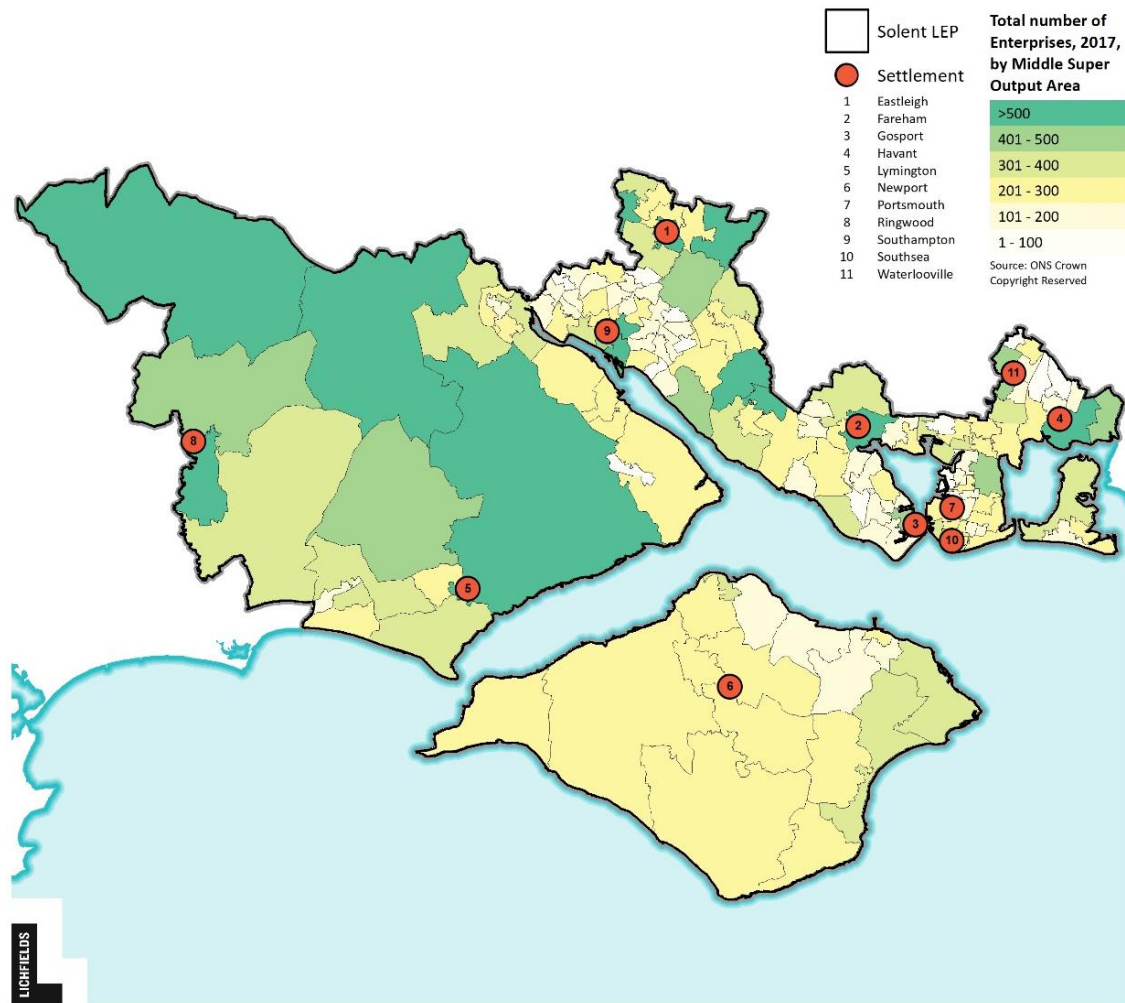 Solent LEP
Settlement
1 Eastleigh
2 Fareham
3 Gosport
4 Havant
5 Lymington
6 Newport
7 Portsmouth
8 Ringwood
9 Southampton
10 Southsea
11 Waterlooville
Total number of
Enterprises, 2017,
by Middle Super
Output Area
>500
401 - 500
301 - 400
201 - 300
101 - 200
1 - 100
Source: ONS Crown
Copyright Reserved
1
9
11
8
2
4
7
3
10
5
6
LICHFIELDS